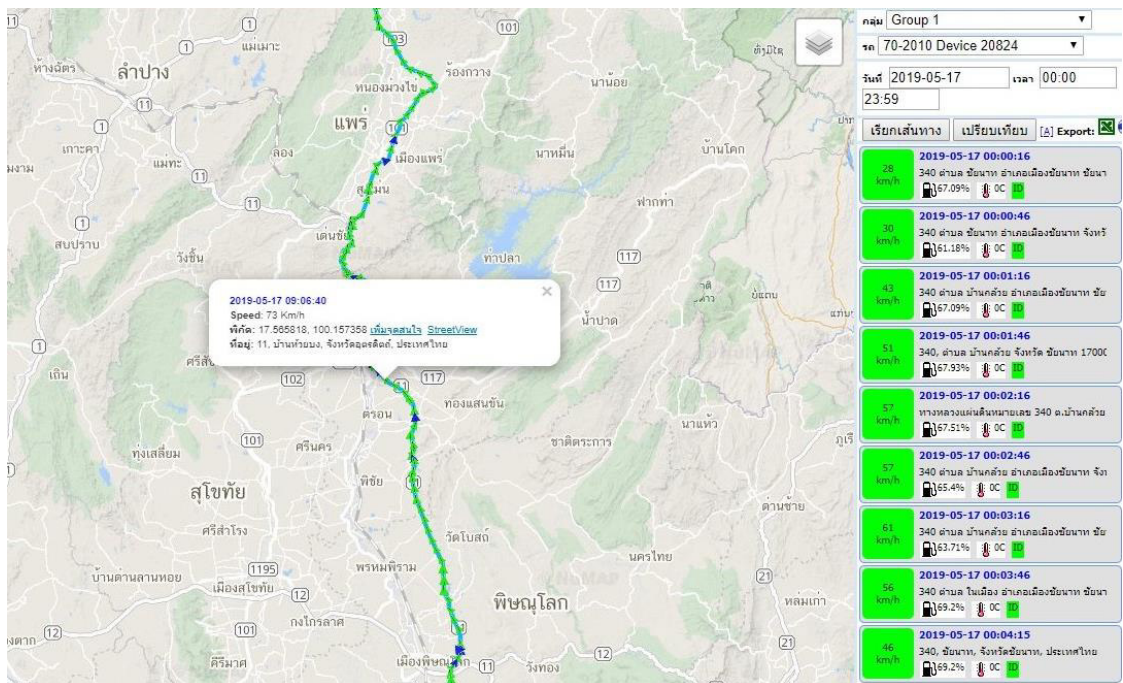 กลุ่ม Group 1
รถ 70-2010 Device 20824
วันที่ 2019-05-17 เวลา 00:00
23:59
เรียกเส้นทาง เปรียบเทียบ [A] Export:
28 km/h
2019-05-17 00:00:16
340 ตำบล ชัยนาท อำเภอเมืองชัยนาท ชัยนา
67.09% 0C ID
30 km/h
2019-05-17 00:00:46
340 ตำบล ชัยนาท อำเภอเมืองชัยนาท จังหวั
61.18% 0C ID
43 km/h
2019-05-17 00:01:16
340 ตำบล บ้านกล้วย อำเภอเมืองชัยนาท ชัย
67.09% 0C ID
51 km/h
2019-05-17 00:01:46
340, ตำบล บ้านกล้วย จังหวัด ชัยนาท 1700
67.93% 0C ID
57 km/h
2019-05-17 00:02:16
ทางหลวงแผ่นดินหมายเลข 340 ต.บ้านกล้วย
67.51% 0C ID
57 km/h
2019-05-17 00:02:46
340 ตำบล บ้านกล้วย อำเภอเมืองชัยนาท จัง
65.4% 0C ID
61 km/h
2019-05-17 00:03:16
340 ตำบล บ้านกล้วย อำเภอเมืองชัยนาท ชัย
63.71% 0C ID
56 km/h
2019-05-17 00:03:46
340 ตำบล ในเมือง อำเภอเมืองชัยนาท ชัยนา
69.2% 0C ID
46 km/h
2019-05-17 00:04:15
340, ชัยนาท, จังหวัดชัยนาท, ประเทศไทย
69.2% 0C ID
2019-05-17 09:06:40
Speed: 73 Km/h
พิกัด: 17.565818, 100.157358 เพิ่มจุดสนใจ StreetView
ที่อยู่: 11, บ้านห้วยบง, จังหวัดอุตรดิตถ์, ประเทศไทย
11
1
แม่เมาะ
103
101
ห้างฉัตร
ลำปาง
ร้องกวาง
หนองม่วงไข่
นาน้อย
11
แพร่
101
1
เกาะคา
ลอง
เมืองแพร่
นาหมื่น
บ้านโคก
แม่ทะ
11
สูงเม่น
11
ฟากท่า
1
สบปราบ
เด่นชัย
วังชิ้น
ท่าปลา
117
117
น้ำปาด
1
เถิน
102
11
117
ตรอน
ทองแสนขัน
นาแห้ว
101
ศรีนคร
ชาติตระการ
ทุ่งเสลี่ยม
พิชัย
11
สุโขทัย
ด่านซ้าย
ศรีสำโรง
วัดโบสถ์
นครไทย
1195
พรหมพิราม
บ้านด่านลานหอย
เมืองสุโขทัย
12
21
พิษณุโลก
หล่มเก่า
12
กงไกรลาศ
101
11
21
12
คีรีมาศ
11
วังทอง